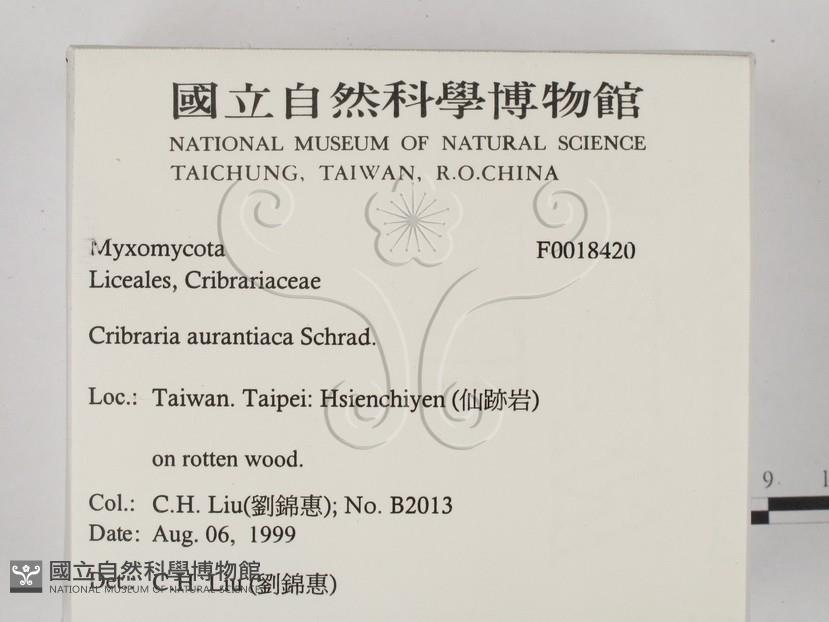 國立自然科學博物館
NATIONAL MUSEUM OF NATURAL SCIENCE
TAICHUNG, TAIWAN, R.O.CHINA
Myxomycota F0018420
Liceales, Cribrariaceae
Cribraria aurantiaca Schrad.
Loc.: Taiwan. Taipei: Hsienchiyen (仙跡岩)
on rotten wood.
Col.: C.H. Liu(劉錦惠); No. B2013
Date: Aug. 06, 1999
Det.: C.H. Liu (劉錦惠)
國立自然科學博物館
NATIONAL MUSEUM OF NATURAL SCIENCE
9